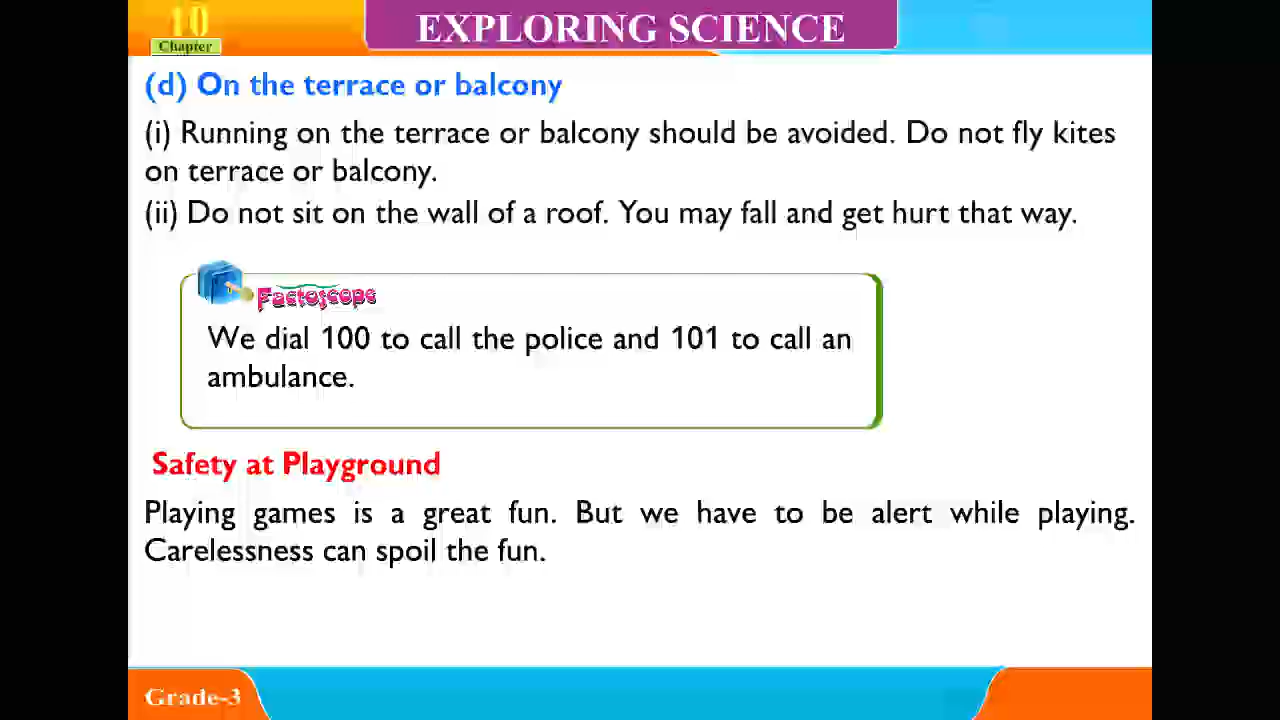 10
Chapter
EXPLORING SCIENCE
(d) On the terrace or balcony
(i) Running on the terrace or balcony should be avoided. Do not fly kites
on terrace or balcony.
(ii) Do not sit on the wall of a roof. You may fall and get hurt that way.
Factoscope
We dial 100 to call the police and 101 to call an
ambulance.
Safety at Playground
Playing games is a great fun. But we have to be alert while playing.
Carelessness can spoil the fun.
Grade-3